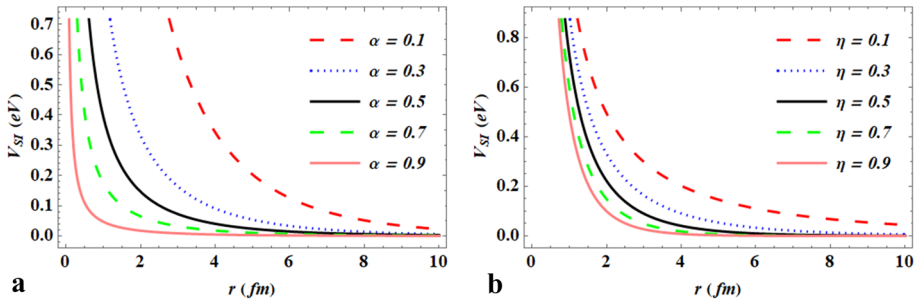 0.7
0.6
0.5
0.4
0.3
0.2
0.1
0.0
V_SI (eV)
α = 0.1
α = 0.3
α = 0.5
α = 0.7
α = 0.9
0 2 4 6 8 10
r (fm)
a
0.8
0.6
0.4
0.2
0.0
V_SI (eV)
η = 0.1
η = 0.3
η = 0.5
η = 0.7
η = 0.9
0 2 4 6 8 10
r (fm)
b